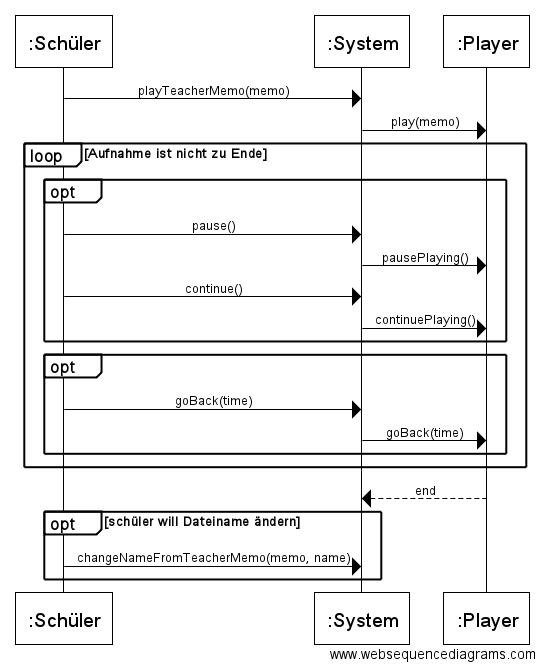 :Schüler
:System
:Player
playTeacherMemo(memo)
play(memo)
loop
[Aufnahme ist nicht zu Ende]
opt
pause()
pausePlaying()
continue()
continuePlaying()
opt
goBack(time)
goBack(time)
end
opt
[schüler will Dateiname ändern]
changeNameFromTeacherMemo(memo, name)
:Schüler
:System
:Player
www.websequencediagrams.com